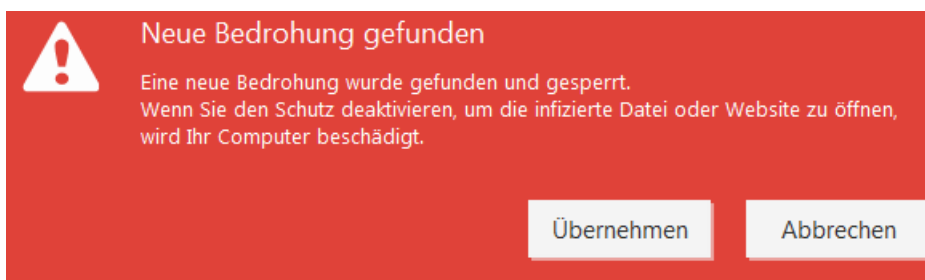 Neue Bedrohung gefunden
Eine neue Bedrohung wurde gefunden und gesperrt.
Wenn Sie den Schutz deaktivieren, um die infizierte Datei oder Website zu öffnen,
wird Ihr Computer beschädigt.
Übernehmen
Abbrechen